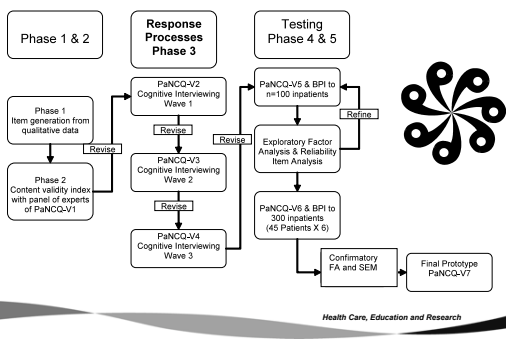 Phase 1 & 2
Response
Processes
Phase 3
Testing
Phase 4 & 5
Phase 1
Item generation from
qualitative data
Revise
Phase 2
Content validity index
with panel of experts
of PaNCQ-V1
PaNCQ-V2
Cognitive Interviewing
Wave 1
Revise
PaNCQ-V3
Cognitive Interviewing
Wave 2
Revise
PaNCQ-V4
Cognitive Interviewing
Wave 3
Revise
PaNCQ-V5 & BPI to
n=100 inpatients
Refine
Exploratory Factor
Analysis & Reliability
Item Analysis
PaNCQ-V6 & BPI to
300 inpatients
(45 Patients X 6)
Confirmatory
FA and SEM
Final Prototype
PaNCQ-V7
Health Care, Education and Research